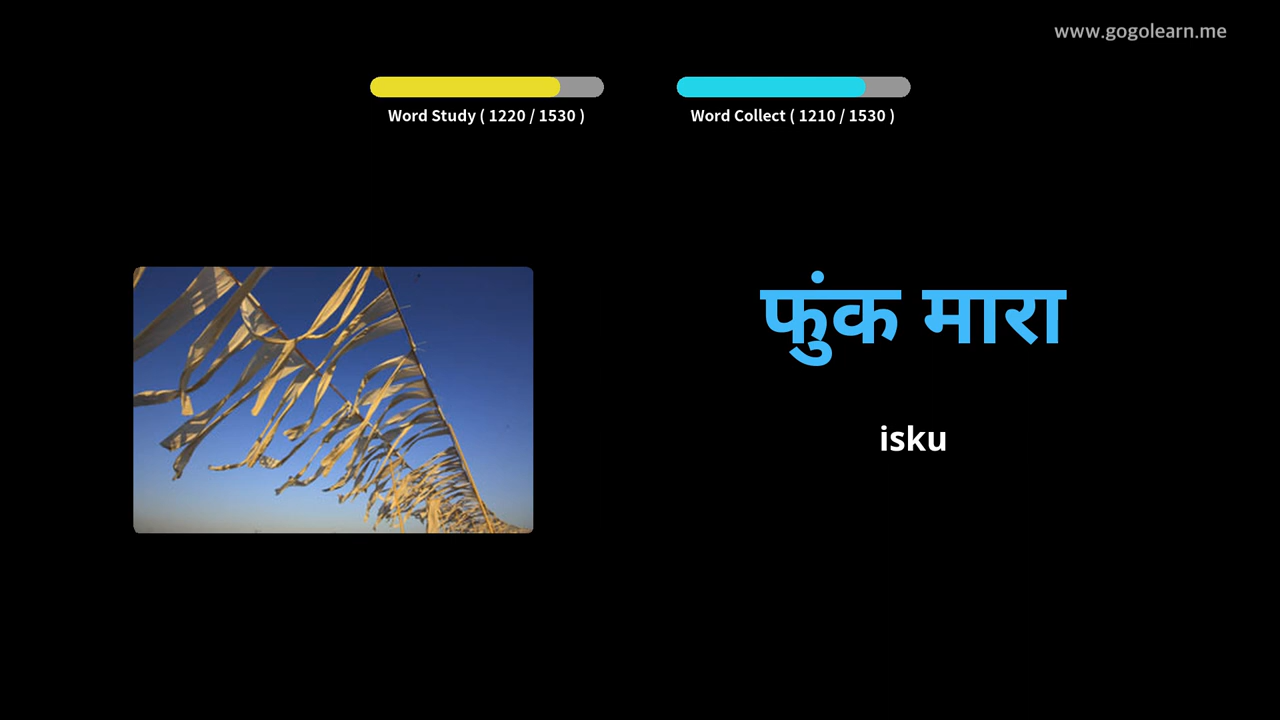 www.gogolearn.me
Word Study ( 1220 / 1530 )
Word Collect ( 1210 / 1530 )
फुंक मारा
isku